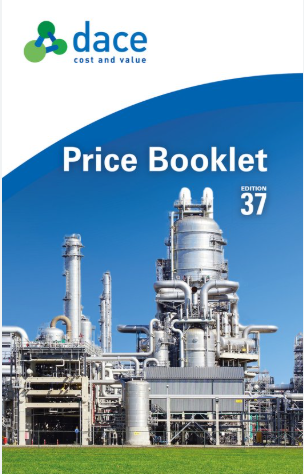 dace
cost and value
Price Booklet
EDITION
37